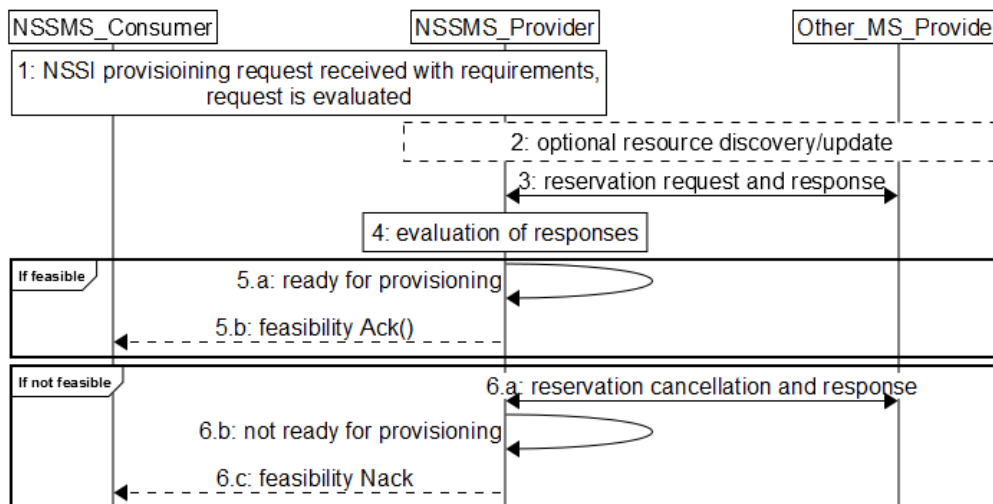 NSSMS_Consumer
NSSMS_Provider
Other_MS_Provide
1: NSSI provisioining request received with requirements,
request is evaluated
2: optional resource discovery/update
3: reservation request and response
4: evaluation of responses
If feasible
5.a: ready for provisioning
5.b: feasibility Ack()
If not feasible
6.a: reservation cancellation and response
6.b: not ready for provisioning
6.c: feasibility Nack